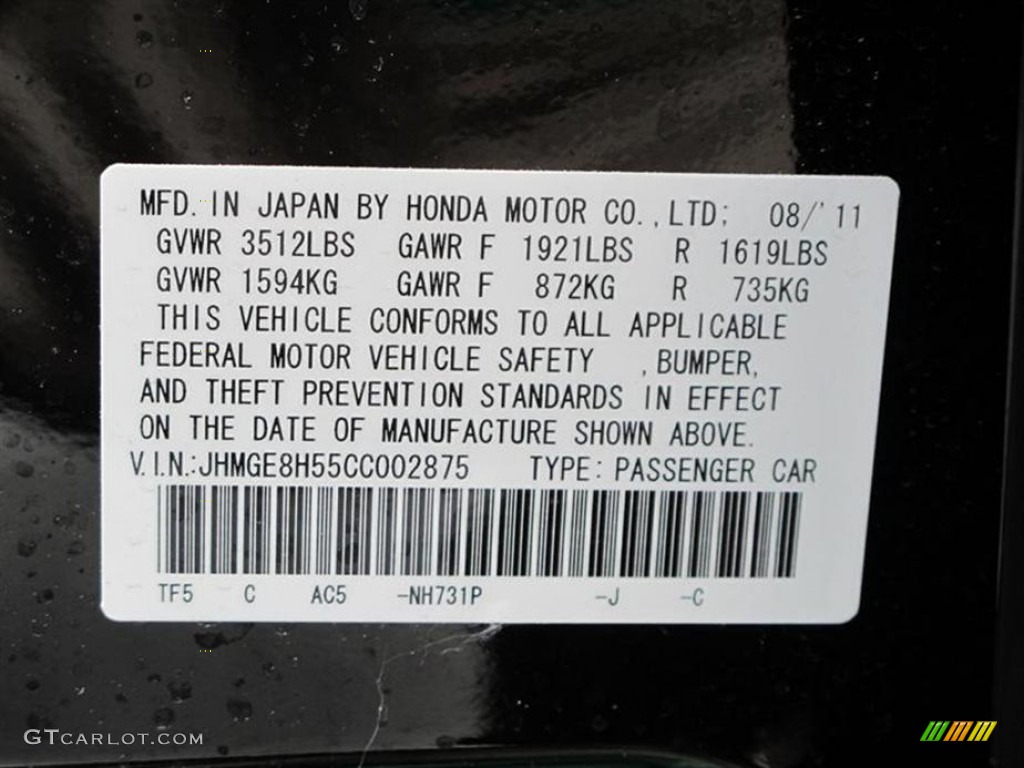 MFD. IN JAPAN BY HONDA MOTOR CO.,LTD; 08/'11
GVWR 3512LBS GAWR F 1921LBS R 1619LBS
GVWR 1594KG GAWR F 872KG R 735KG
THIS VEHICLE CONFORMS TO ALL APPLICABLE
FEDERAL MOTOR VEHICLE SAFETY , BUMPER,
AND THEFT PREVENTION STANDARDS IN EFFECT
ON THE DATE OF MANUFACTURE SHOWN ABOVE.
V.I.N.:JHMGE8H55CC002875 TYPE: PASSENGER CAR
TF5 C AC5 -NH731P -J -C
GTCARLOT.COM